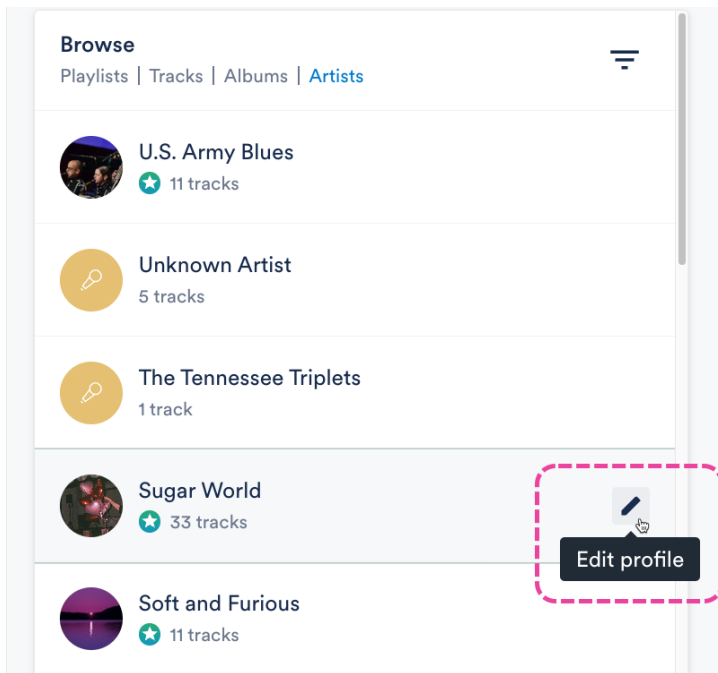 Browse
Playlists | Tracks | Albums | Artists
U.S. Army Blues
11 tracks
Unknown Artist
5 tracks
The Tennessee Triplets
1 track
Sugar World
33 tracks
Edit profile
Soft and Furious
11 tracks